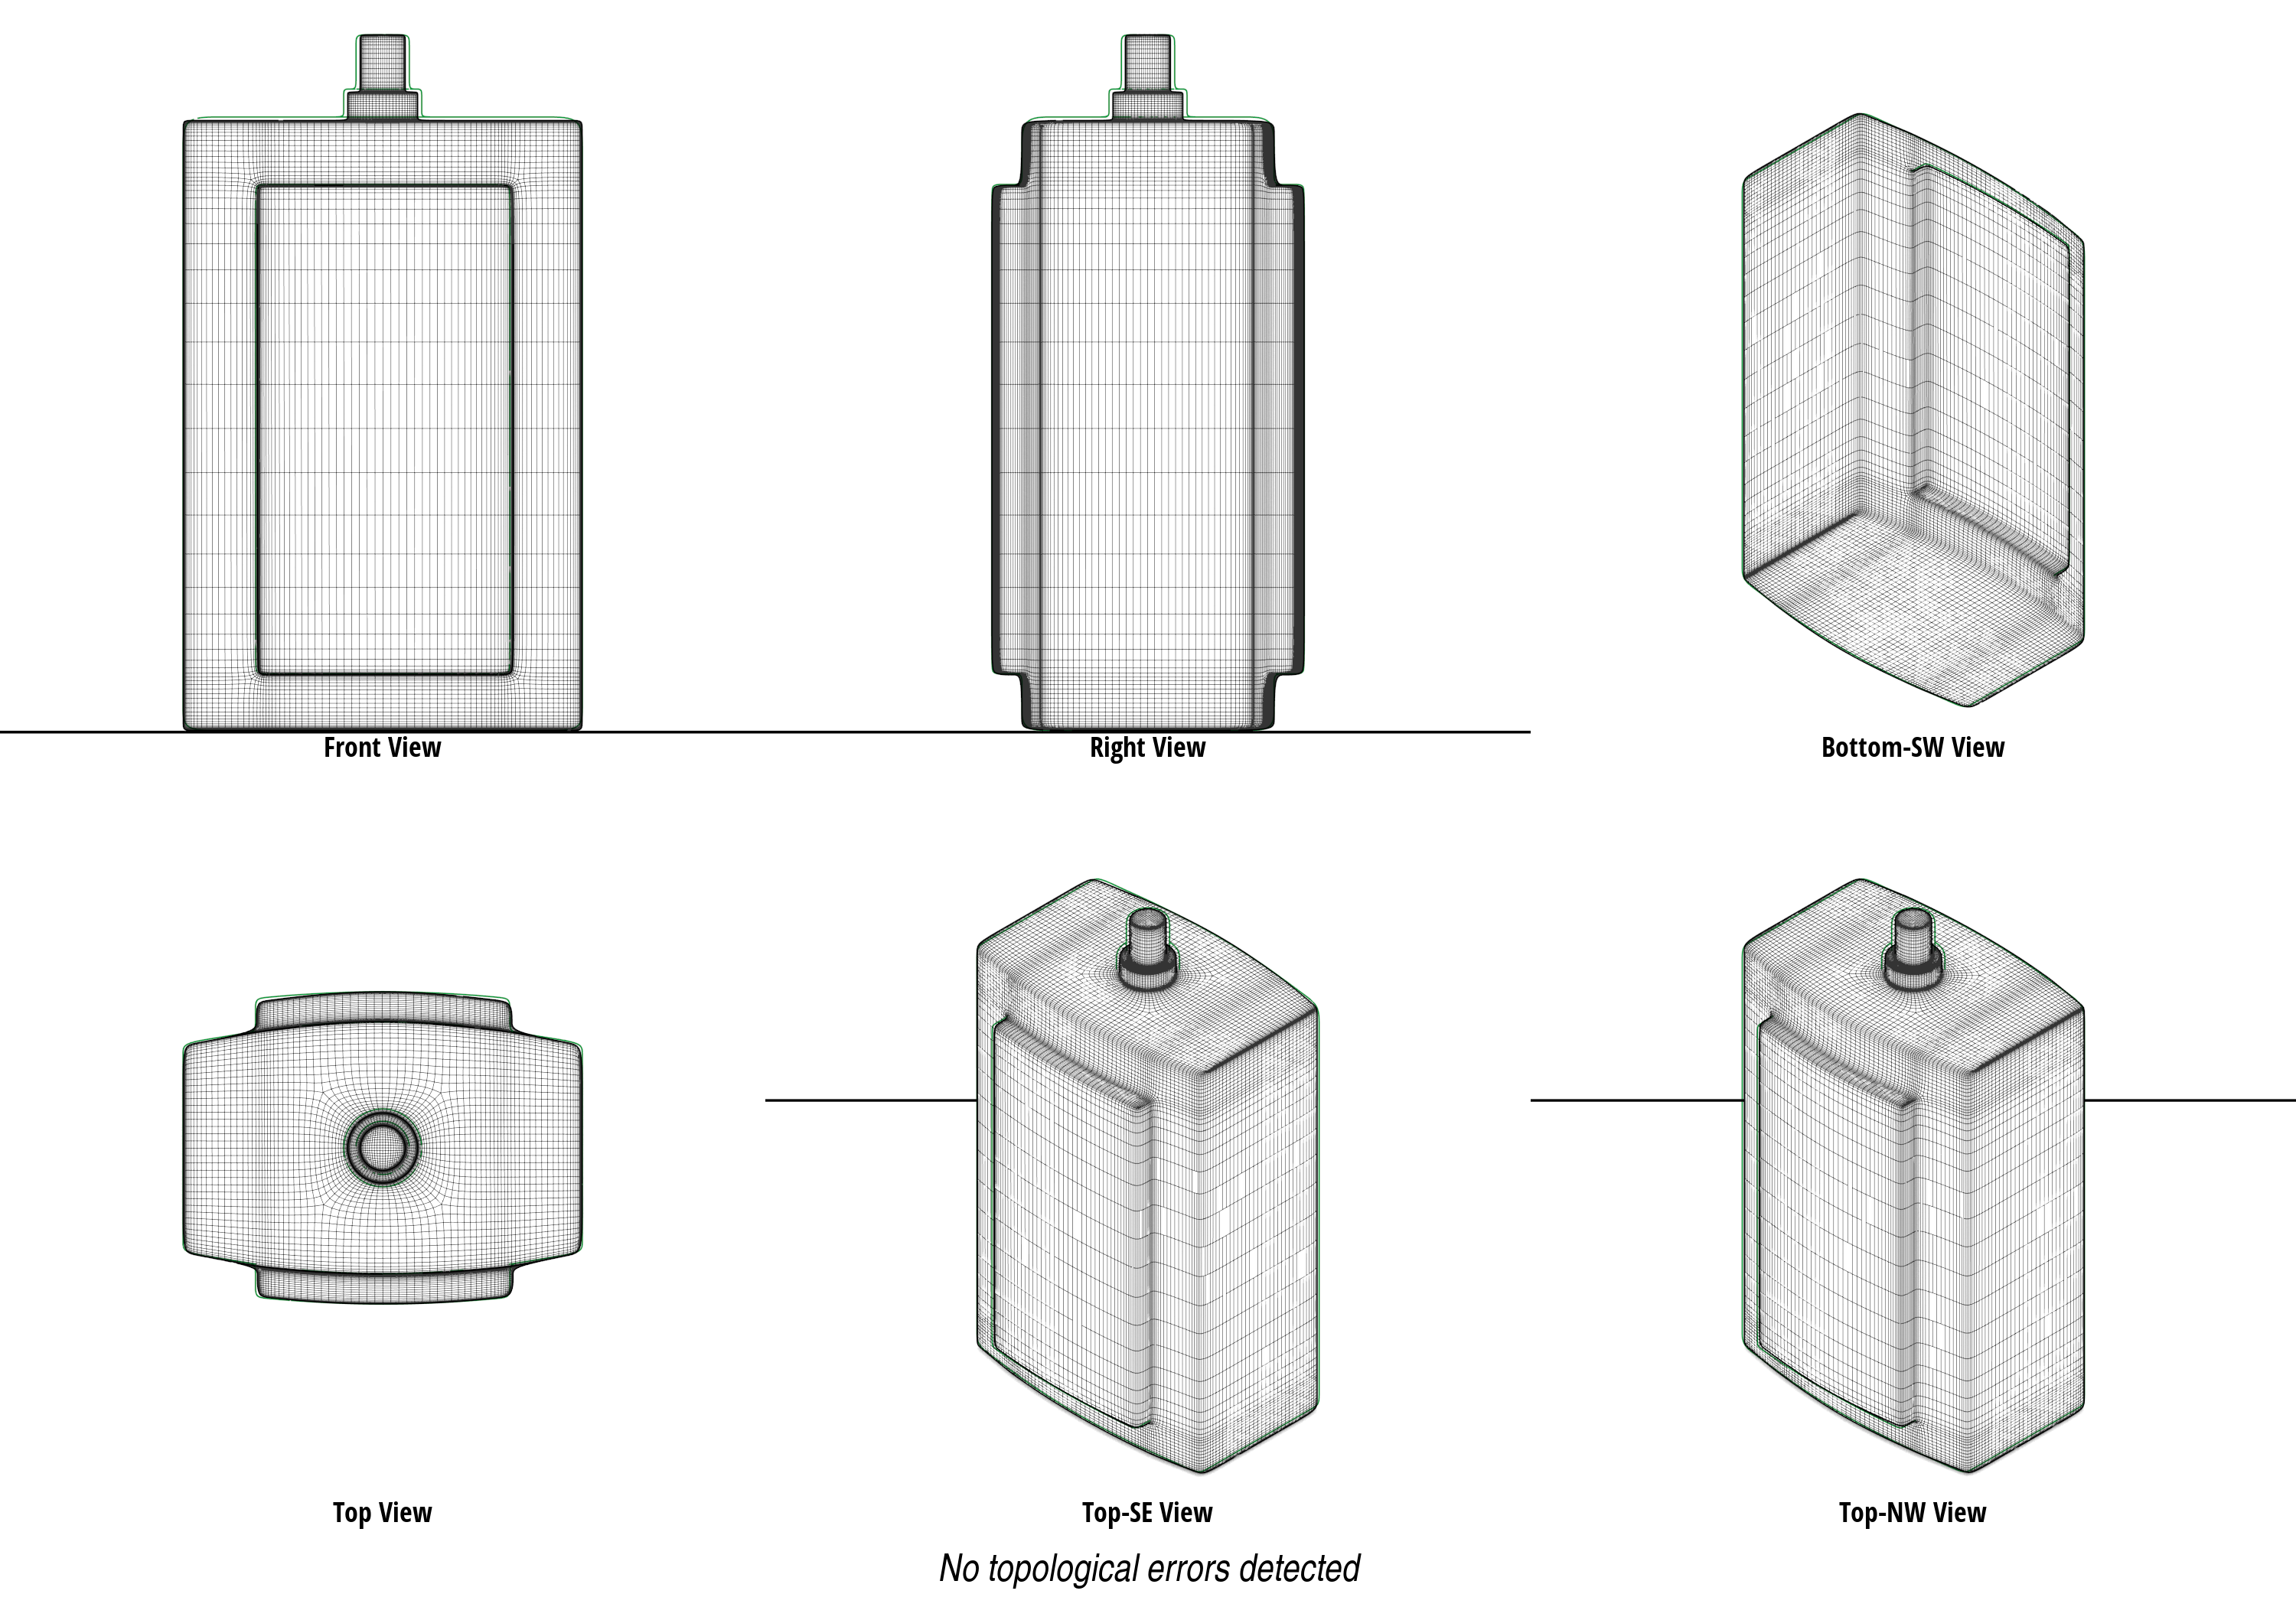 Front View
Right View
Bottom-SW View
Top View
Top-SE View
Top-NW View
No topological errors detected